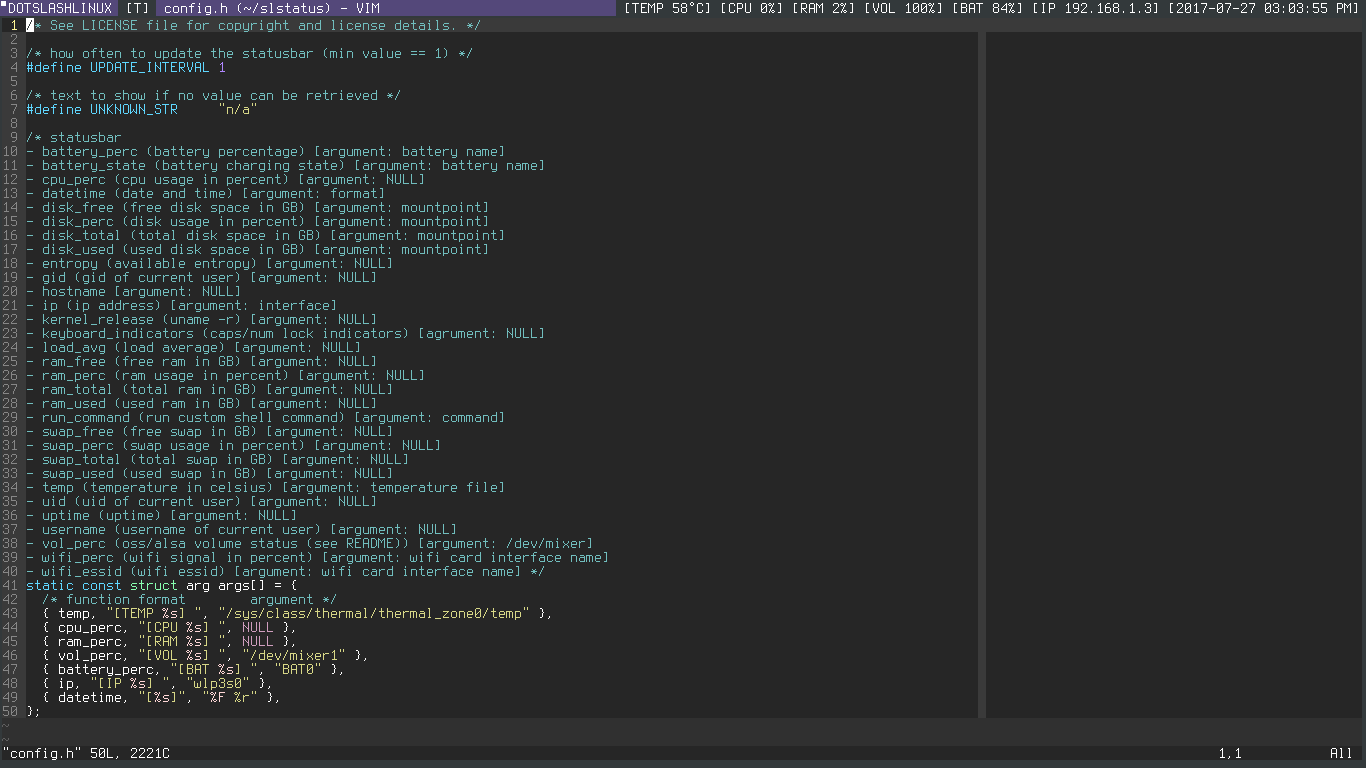 DOTSLASHLINUX [T] config.h (~/slstatus) - VIM [TEMP 58°C] [CPU 0%] [RAM 2%] [VOL 100%] [BAT 84%] [IP 192.168.1.3] [2017-07-27 03:03:55 PM]
1 /* See LICENSE file for copyright and license details. */
2
3 /* how often to update the statusbar (min value == 1) */
4 #define UPDATE_INTERVAL 1
5
6 /* text to show if no value can be retrieved */
7 #define UNKNOWN_STR     "n/a"
8
9 /* statusbar
10 - battery_perc (battery percentage) [argument: battery name]
11 - battery_state (battery charging state) [argument: battery name]
12 - cpu_perc (cpu usage in percent) [argument: NULL]
13 - datetime (date and time) [argument: format]
14 - disk_free (free disk space in GB) [argument: mountpoint]
15 - disk_perc (disk usage in percent) [argument: mountpoint]
16 - disk_total (total disk space in GB) [argument: mountpoint]
17 - disk_used (used disk space in GB) [argument: mountpoint]
18 - entropy (available entropy) [argument: NULL]
19 - gid (gid of current user) [argument: NULL]
20 - hostname [argument: NULL]
21 - ip (ip address) [argument: interface]
22 - kernel_release (uname -r) [argument: NULL]
23 - keyboard_indicators (caps/num lock indicators) [agrument: NULL]
24 - load_avg (load average) [argument: NULL]
25 - ram_free (free ram in GB) [argument: NULL]
26 - ram_perc (ram usage in percent) [argument: NULL]
27 - ram_total (total ram in GB) [argument: NULL]
28 - ram_used (used ram in GB) [argument: NULL]
29 - run_command (run custom shell command) [argument: command]
30 - swap_free (free swap in GB) [argument: NULL]
31 - swap_perc (swap usage in percent) [argument: NULL]
32 - swap_total (total swap in GB) [argument: NULL]
33 - swap_used (used swap in GB) [argument: NULL]
34 - temp (temperature in celsius) [argument: temperature file]
35 - uid (uid of current user) [argument: NULL]
36 - uptime (uptime) [argument: NULL]
37 - username (username of current user) [argument: NULL]
38 - vol_perc (oss/alsa volume status (see README)) [argument: /dev/mixer]
39 - wifi_perc (wifi signal in percent) [argument: wifi card interface name]
40 - wifi_essid (wifi essid) [argument: wifi card interface name] */
41 static const struct arg args[] = {
42   /* function format        argument */
43   { temp, "[TEMP %s] ", "/sys/class/thermal/thermal_zone0/temp" },
44   { cpu_perc, "[CPU %s] ", NULL },
45   { ram_perc, "[RAM %s] ", NULL },
46   { vol_perc, "[VOL %s] ", "/dev/mixer1" },
47   { battery_perc, "[BAT %s] ", "BAT0" },
48   { ip, "[IP %s] ", "wlp3s0" },
49   { datetime, "[%s]", "%F %r" },
50 };
~
~
"config.h" 50L, 2221C 1,1 All